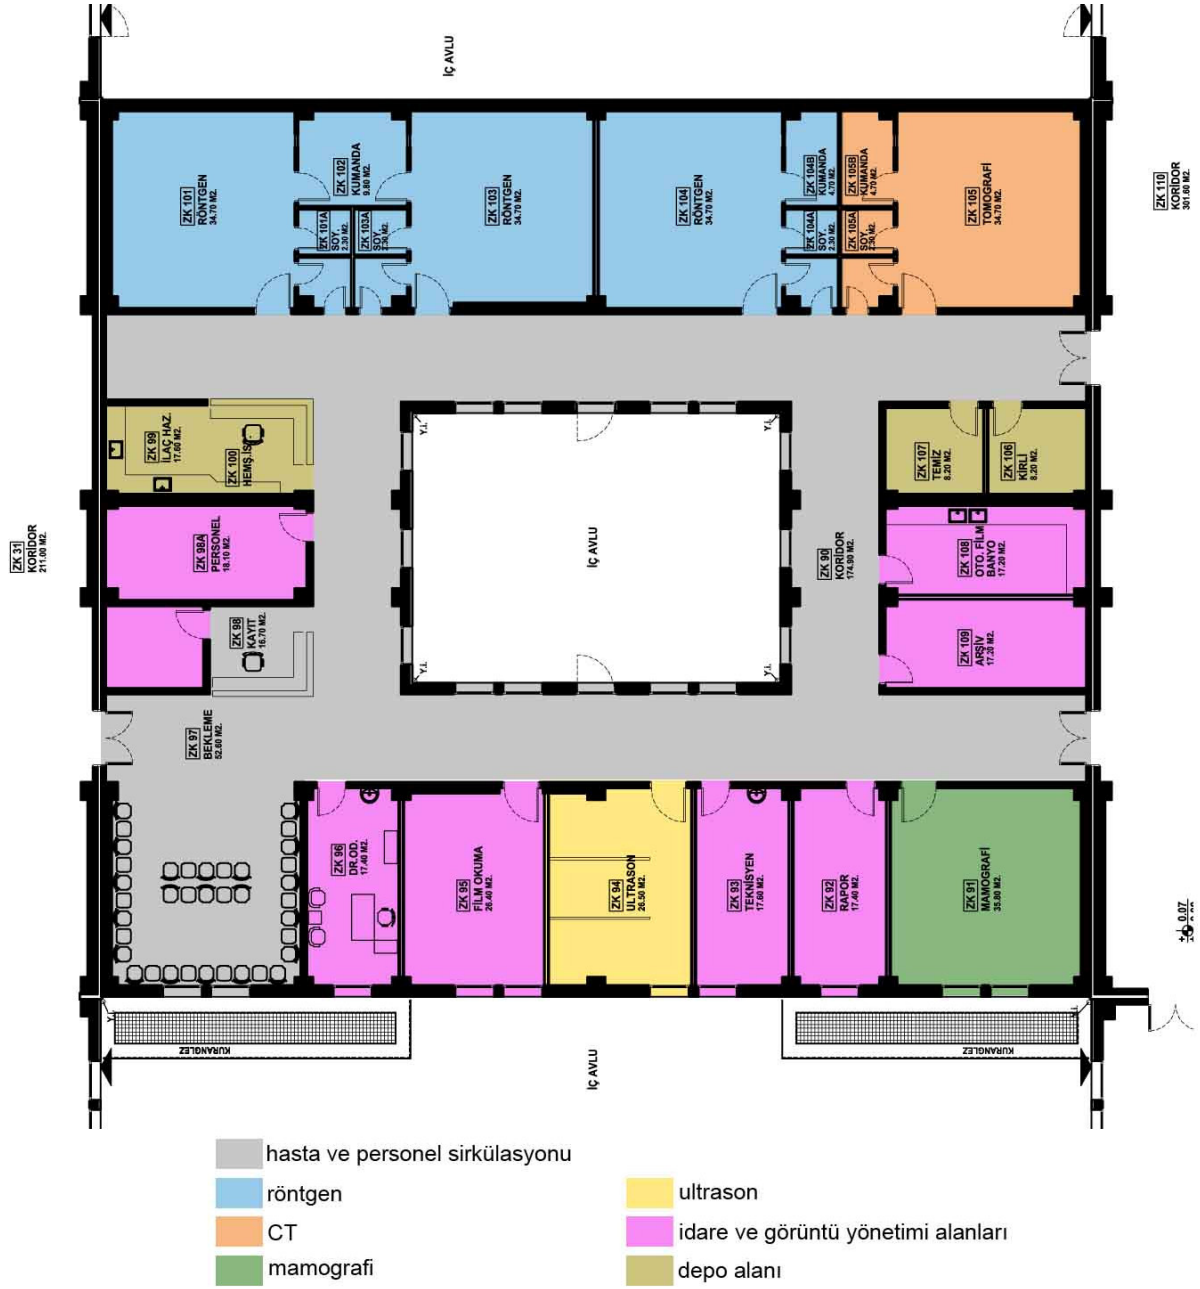 İÇ AVLU
ZK 101
RÖNTGEN
34.70 M2.
ZK 102
KUMANDA
9.80 M2.
ZK 101A
SOY.
2.30 M2.
ZK 103A
SOY.
2.30 M2.
ZK 103
RÖNTGEN
34.70 M2.
ZK 104
RÖNTGEN
34.70 M2.
ZK 104B
KUMANDA
4.70 M2.
ZK 104A
SOY.
2.30 M2.
ZK 105B
KUMANDA
4.70 M2.
ZK 105A
SOY.
2.30 M2.
ZK 105
TOMOGRAFİ
34.70 M2.
ZK 110
KORİDOR
301.60 M2.
ZK 99
İLAÇ HAZ.
17.60 M2.
ZK 100
HEMŞ.İS
T.Y.
T.Y.
ZK 107
TEMİZ
8.20 M2.
ZK 106
KİRLİ
8.20 M2.
ZK 31
KORİDOR
211.00 M2.
ZK 98A
PERSONEL
18.10 M2.
İÇ AVLU
ZK 90
KORİDOR
174.90 M2.
ZK 108
OTO. FİLM
BANYO
17.20 M2.
ZK 98
KAYIT
16.70 M2.
T.Y.
T.Y.
ZK 109
ARŞİV
17.20 M2.
ZK 97
BEKLEME
52.60 M2.
ZK 96
DR.OD.
17.40 M2.
ZK 95
FİLM OKUMA
26.40 M2.
ZK 94
ULTRASON
26.50 M2.
ZK 93
TEKNİSYEN
17.60 M2.
ZK 92
RAPOR
17.40 M2.
ZK 91
MAMOGRAFİ
35.80 M2.
0.07
KURANGLEZ
İÇ AVLU
KURANGLEZ
hasta ve personel sirkülasyonu
röntgen
CT
mamografi
ultrason
idare ve görüntü yönetimi alanları
depo alanı